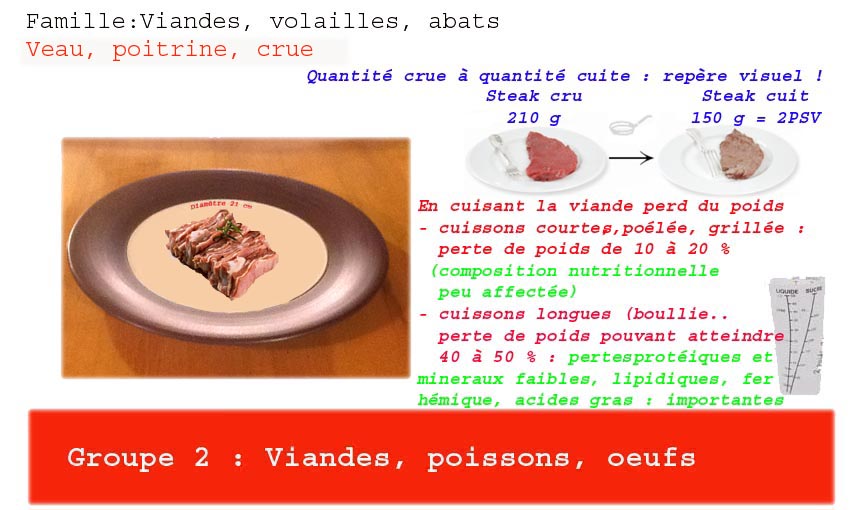 Famille:Viandes, volailles, abats
Veau, poitrine, crue
Quantité crue à quantité cuite : repère visuel !
Steak cru
210 g
Steak cuit
150 g = 2PSV
Diamètre 21 cm
En cuisant la viande perd du poids
- cuissons courtes,poélée, grillée :
perte de poids de 10 à 20 %
(composition nutritionnelle
peu affectée)
- cuissons longues (boullie..
perte de poids pouvant atteindre
40 à 50 % : pertesprotéiques et
mineraux faibles, lipidiques, fer
hémique, acides gras : importantes
LIQUIDE SUCRE
Groupe 2 : Viandes, poissons, oeufs